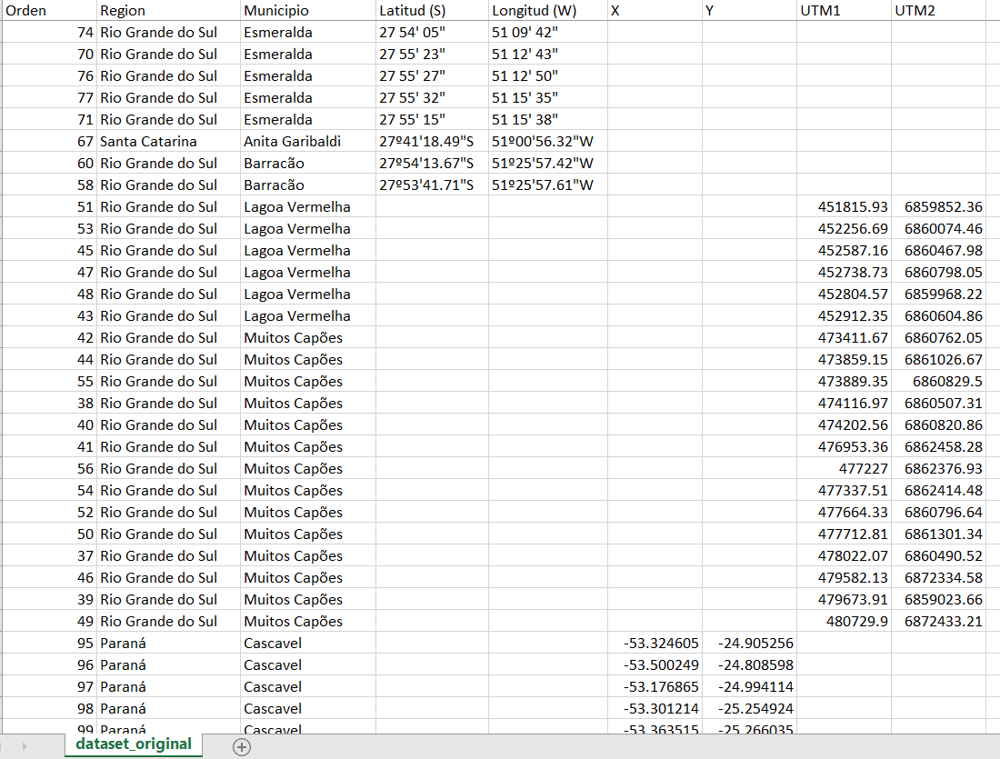 Orden Region Municipio Latitud (S) Longitud (W) X Y UTM1 UTM2
74 Rio Grande do Sul Esmeralda 27 54' 05" 51 09' 42"
70 Rio Grande do Sul Esmeralda 27 55' 23" 51 12' 43"
76 Rio Grande do Sul Esmeralda 27 55' 27" 51 12' 50"
77 Rio Grande do Sul Esmeralda 27 55' 32" 51 15' 35"
71 Rio Grande do Sul Esmeralda 27 55' 15" 51 15' 38"
67 Santa Catarina Anita Garibaldi 27º41'18.49"S 51º00'56.32"W
60 Rio Grande do Sul Barracão 27º54'13.67"S 51º25'57.42"W
58 Rio Grande do Sul Barracão 27º53'41.71"S 51º25'57.61"W
51 Rio Grande do Sul Lagoa Vermelha 451815.93 6859852.36
53 Rio Grande do Sul Lagoa Vermelha 452256.69 6860074.46
45 Rio Grande do Sul Lagoa Vermelha 452587.16 6860467.98
47 Rio Grande do Sul Lagoa Vermelha 452738.73 6860798.05
48 Rio Grande do Sul Lagoa Vermelha 452804.57 6859968.22
43 Rio Grande do Sul Lagoa Vermelha 452912.35 6860604.86
42 Rio Grande do Sul Muitos Capões 473411.67 6860762.05
44 Rio Grande do Sul Muitos Capões 473859.15 6861026.67
55 Rio Grande do Sul Muitos Capões 473889.35 6860829.5
38 Rio Grande do Sul Muitos Capões 474116.97 6860507.31
40 Rio Grande do Sul Muitos Capões 474202.56 6860820.86
41 Rio Grande do Sul Muitos Capões 476953.36 6862458.28
56 Rio Grande do Sul Muitos Capões 477227 6862376.93
54 Rio Grande do Sul Muitos Capões 477337.51 6862414.48
52 Rio Grande do Sul Muitos Capões 477664.33 6860796.64
50 Rio Grande do Sul Muitos Capões 477712.81 6861301.34
37 Rio Grande do Sul Muitos Capões 478022.07 6860490.52
46 Rio Grande do Sul Muitos Capões 479582.13 6872334.58
39 Rio Grande do Sul Muitos Capões 479673.91 6859023.66
49 Rio Grande do Sul Muitos Capões 480729.9 6872433.21
95 Paraná Cascavel -53.324605 -24.905256
96 Paraná Cascavel -53.500249 -24.808598
97 Paraná Cascavel -53.176865 -24.994114
98 Paraná Cascavel -53.301214 -25.254924
99 Paraná Cascavel -53.363515 -25.266035
dataset_original